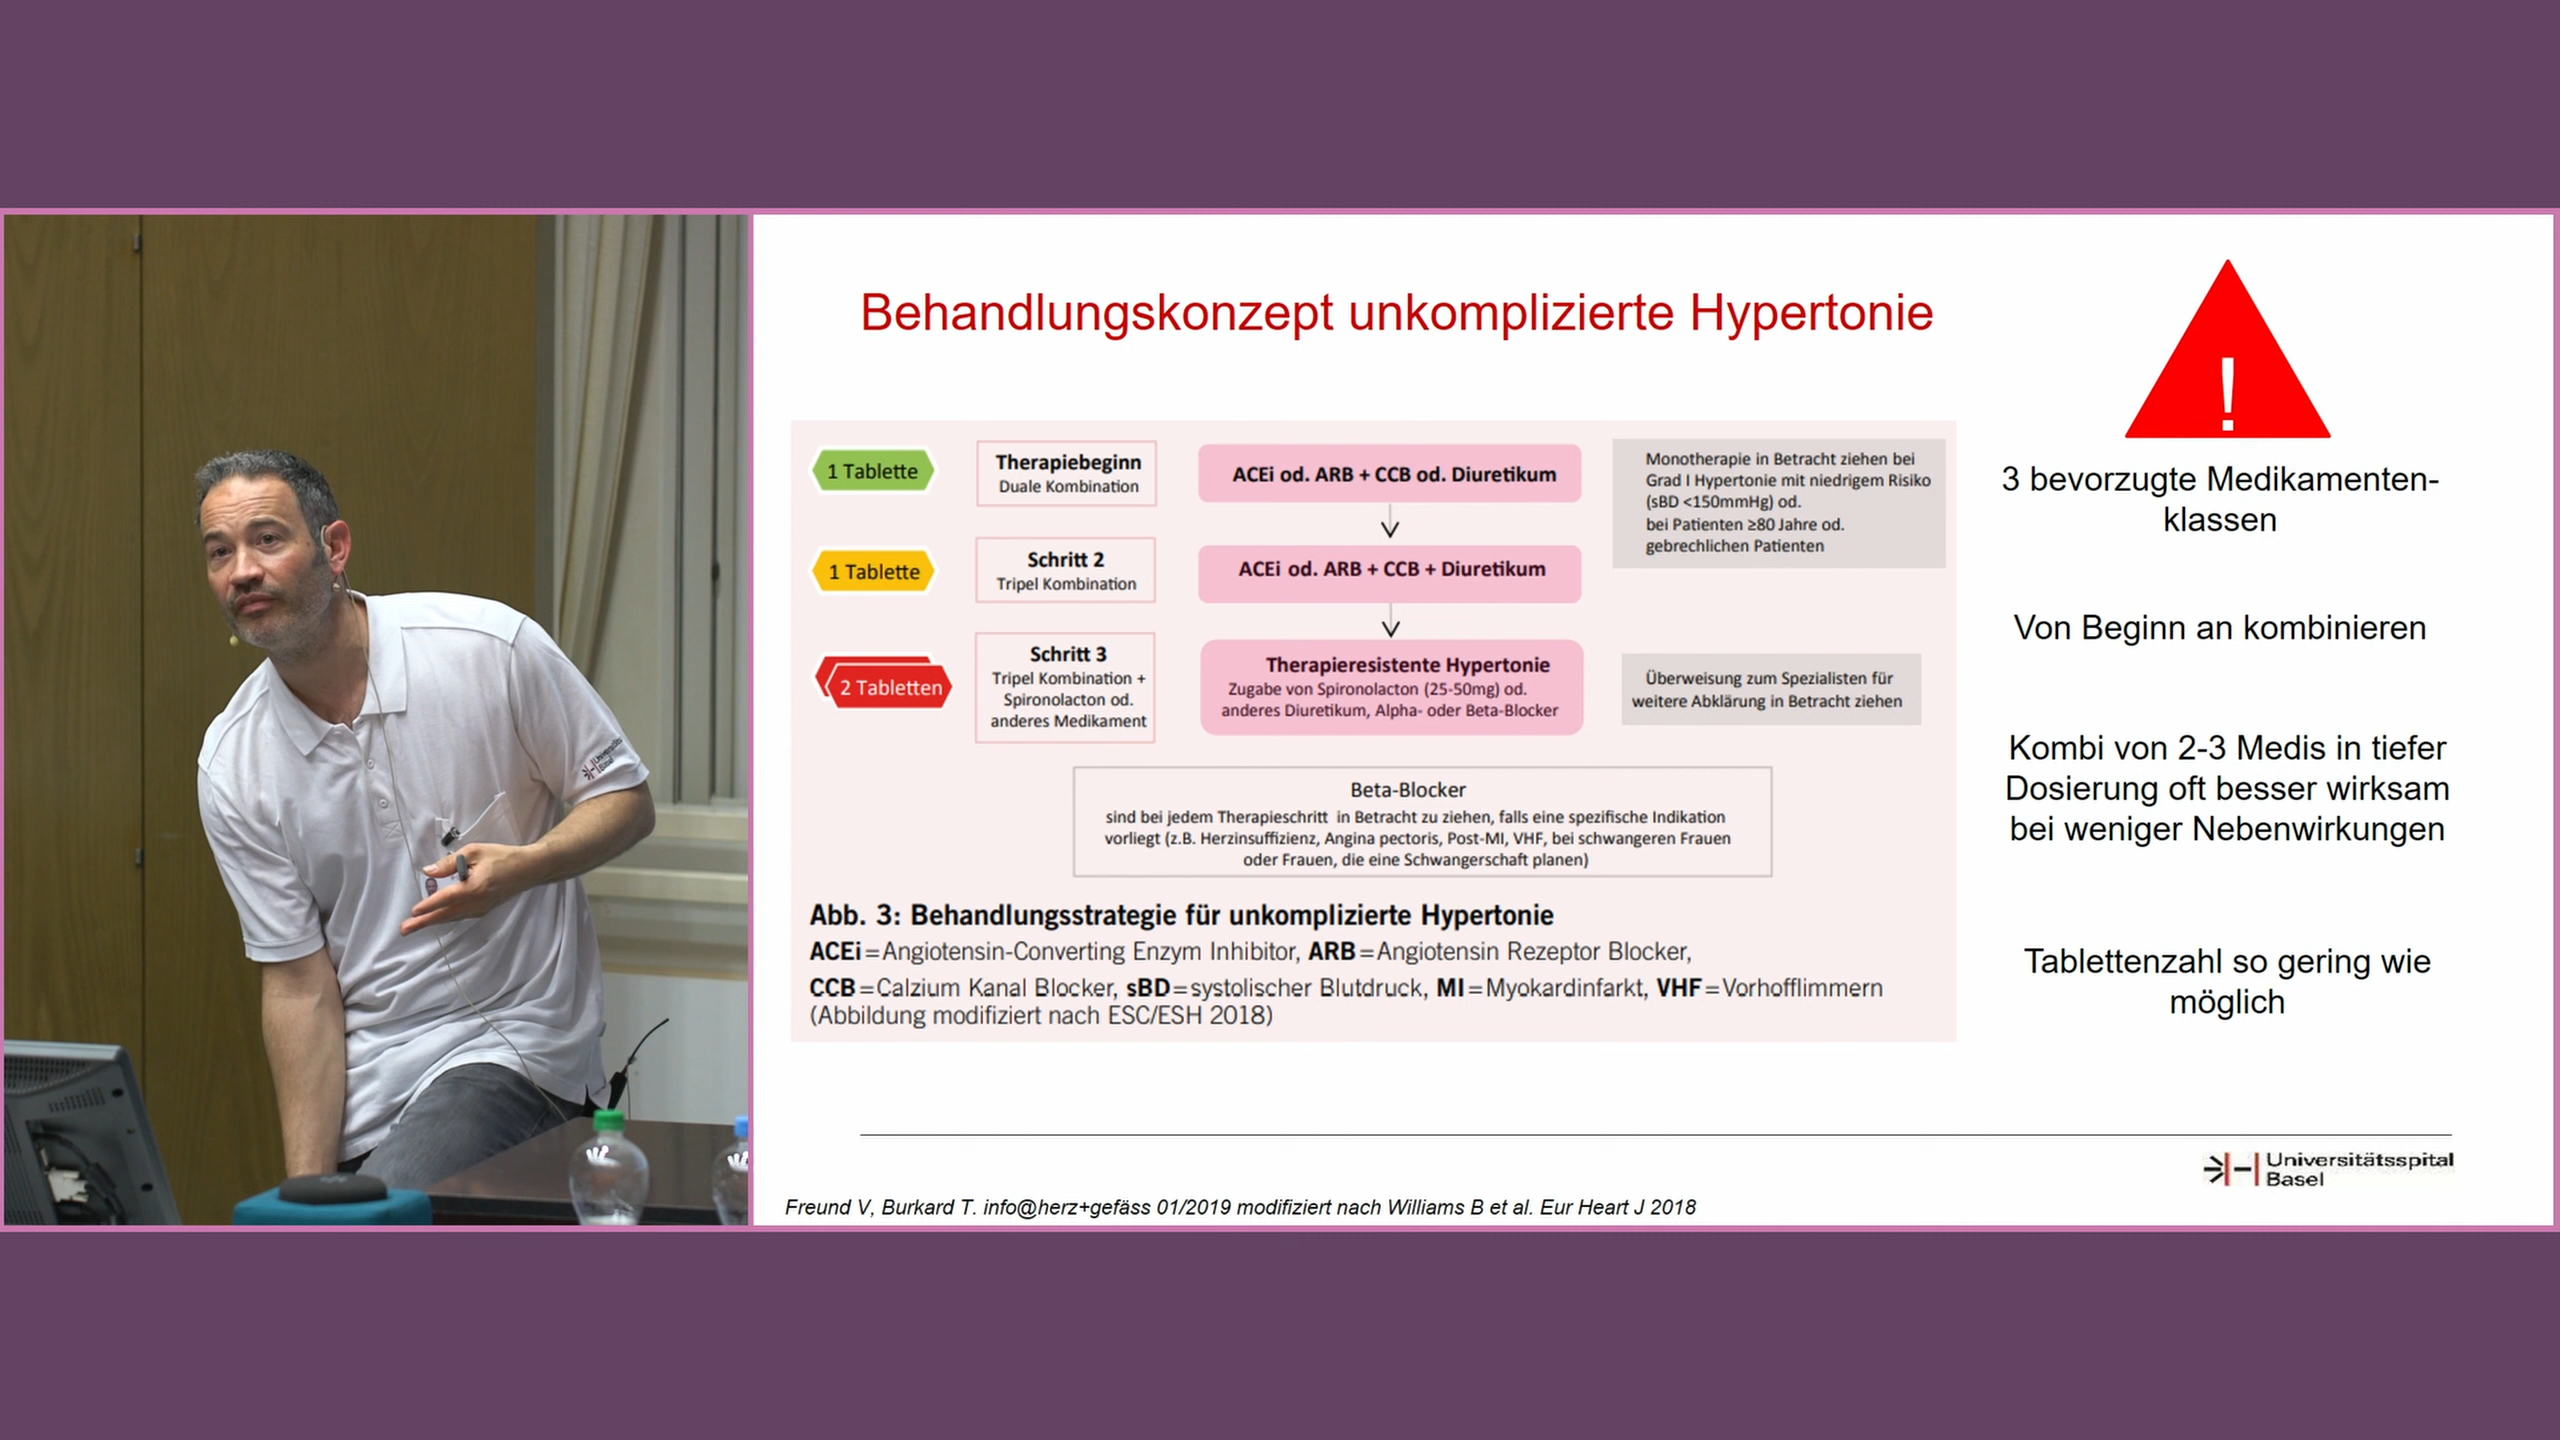 Behandlungskonzept unkomplizierte Hypertonie
!
1 Tablette
Therapiebeginn
Duale Kombination
ACEi od. ARB + CCB od. Diuretikum
Monotherapie in Betracht ziehen bei
Grad I Hypertonie mit niedrigem Risiko
(sBD <150mmHg) od.
bei Patienten ≥80 Jahre od.
gebrechlichen Patienten
1 Tablette
Schritt 2
Tripel Kombination
ACEi od. ARB + CCB + Diuretikum
2 Tabletten
Schritt 3
Tripel Kombination +
Spironolacton od.
anderes Medikament
Therapieresistente Hypertonie
Zugabe von Spironolacton (25-50mg) od.
anderes Diuretikum, Alpha- oder Beta-Blocker
Überweisung zum Spezialisten für
weitere Abklärung in Betracht ziehen
Beta-Blocker
sind bei jedem Therapieschritt in Betracht zu ziehen, falls eine spezifische Indikation
vorliegt (z.B. Herzinsuffizienz, Angina pectoris, Post-MI, VHF, bei schwangeren Frauen
oder Frauen, die eine Schwangerschaft planen)
Abb. 3: Behandlungsstrategie für unkomplizierte Hypertonie
ACEi=Angiotensin-Converting Enzym Inhibitor, ARB=Angiotensin Rezeptor Blocker,
CCB=Calzium Kanal Blocker, sBD=systolischer Blutdruck, MI=Myokardinfarkt, VHF=Vorhofflimmern
(Abbildung modifiziert nach ESC/ESH 2018)
3 bevorzugte Medikamenten-
klassen
Von Beginn an kombinieren
Kombi von 2-3 Medis in tiefer
Dosierung oft besser wirksam
bei weniger Nebenwirkungen
Tablettenzahl so gering wie
möglich
Universitätsspital
Basel
Freund V, Burkard T. info@herz+gefäss 01/2019 modifiziert nach Williams B et al. Eur Heart J 2018